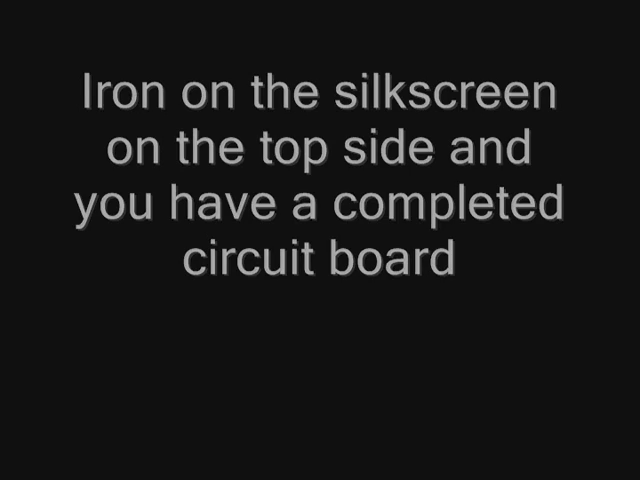 Iron on the silkscreen
on the top side and
you have a completed
circuit board